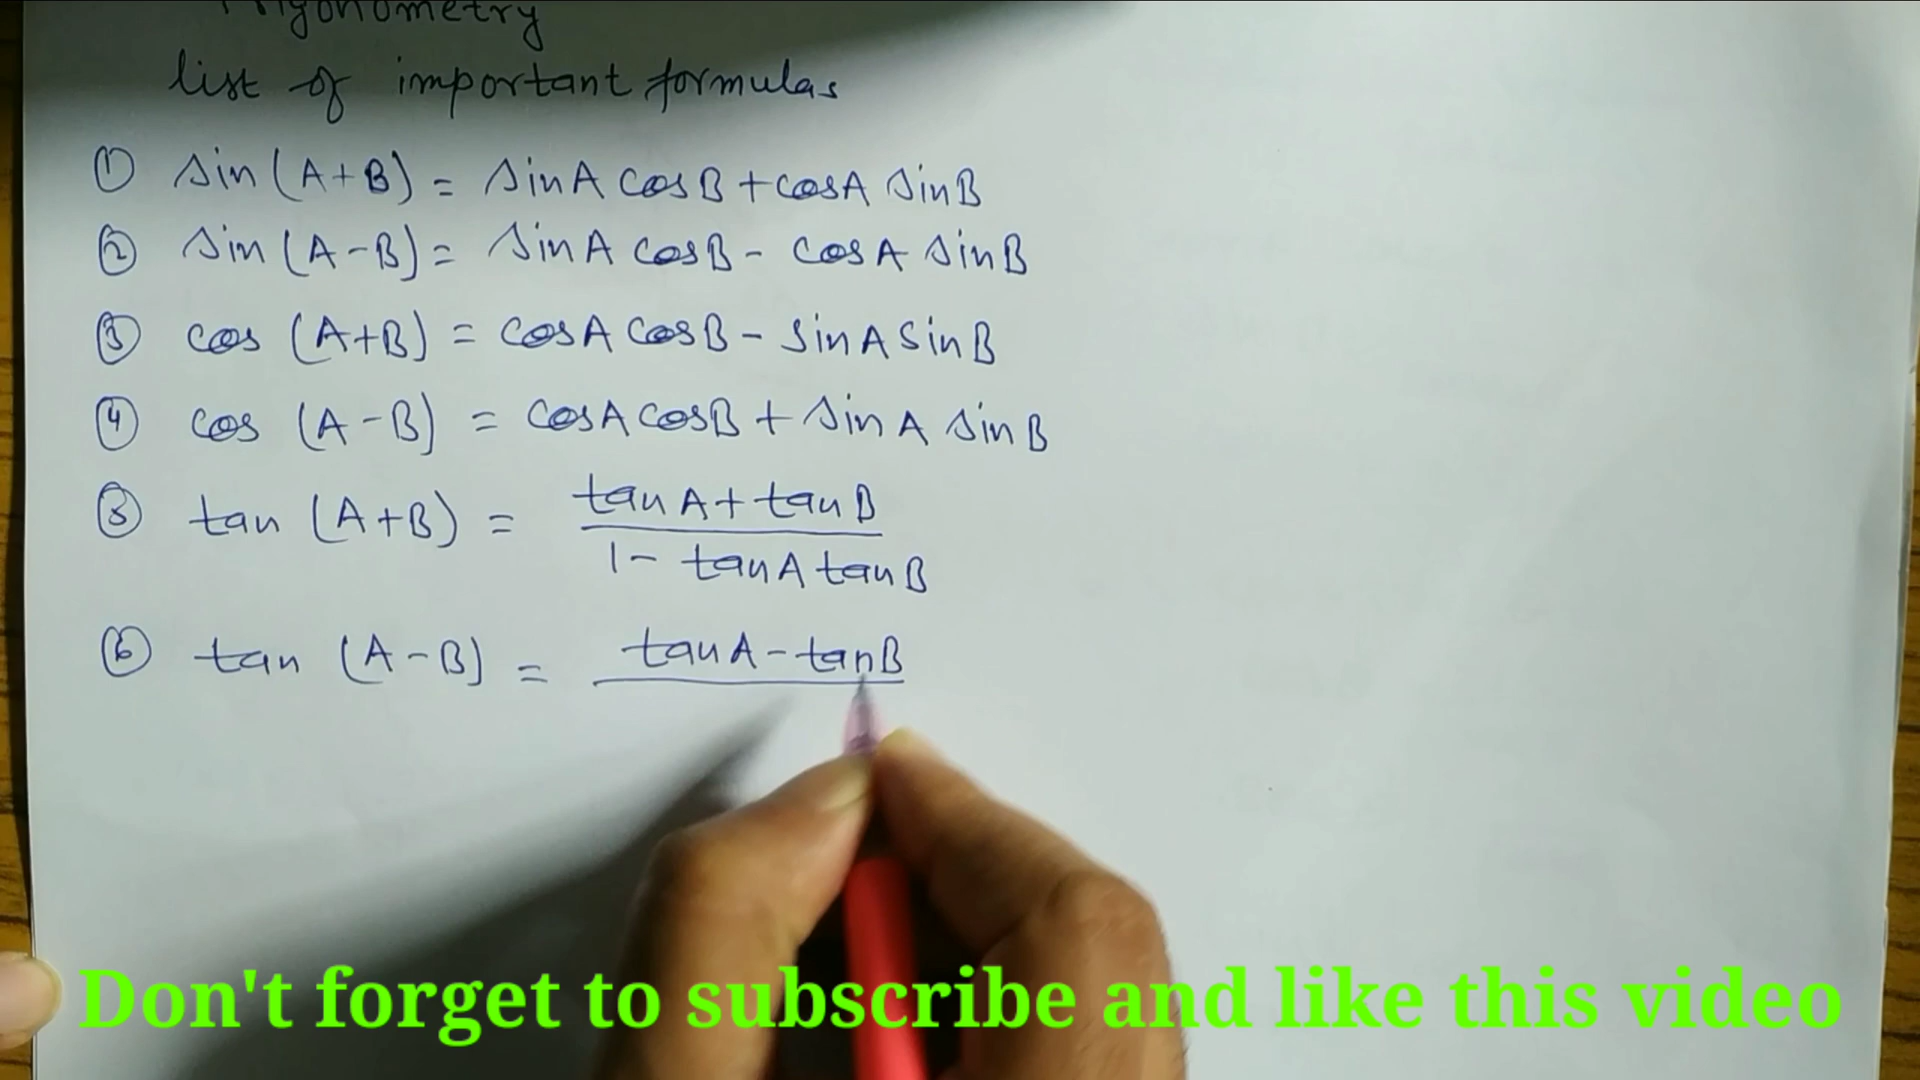 Trigonometry
list of important formulas
① sin (A+B) = sinA cosB + cosA sinB
② sin (A-B) = sinA cosB - cosA sinB
③ cos (A+B) = cosA cosB - sinA sinB
④ cos (A-B) = cosA cosB + sinA sinB
⑤ tan (A+B) = tanA + tanB
1 - tanA tanB
⑥ tan (A-B) = tanA - tanB
Don't forget to subscribe and like this video